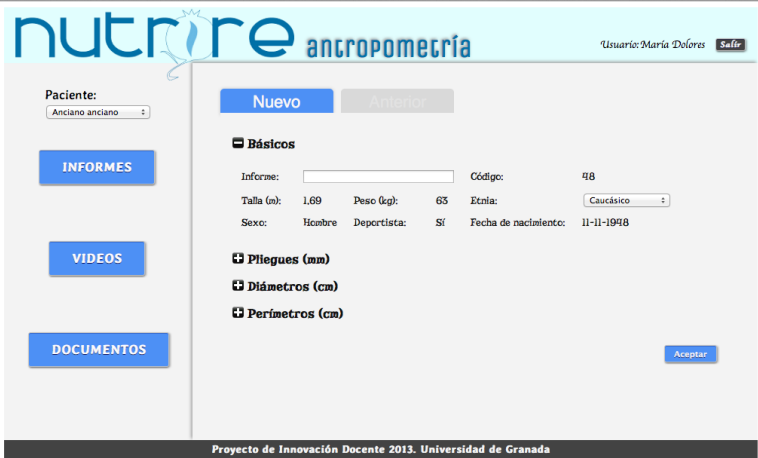 nutrire antropometría
Usuario: María Dolores Salir
Paciente:
Anciano anciano
INFORMES
VIDEOS
DOCUMENTOS
Nuevo Anterior
Básicos
Informe: Código: 48
Talla (m): 1,69 Peso (kg): 63 Etnia: Caucásico
Sexo: Hombre Deportista: Sí Fecha de nacimiento: 11-11-1948
Pliegues (mm)
Diámetros (cm)
Perímetros (cm)
Aceptar
Proyecto de Innovación Docente 2013. Universidad de Granada